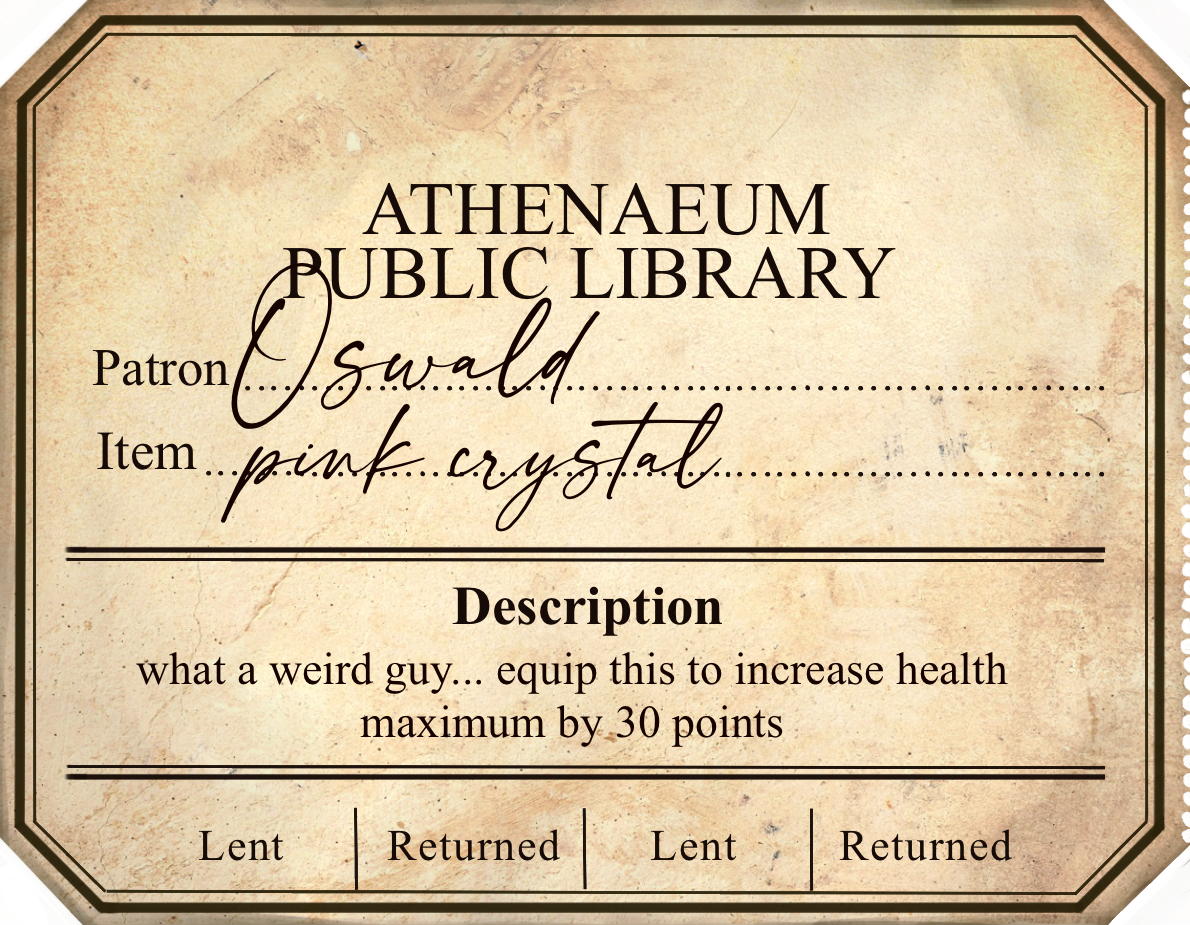 ATHENAEUM
PUBLIC LIBRARY
Patron Oswald
Item pink crystal
Description
what a weird guy... equip this to increase health
maximum by 30 points
Lent Returned Lent Returned